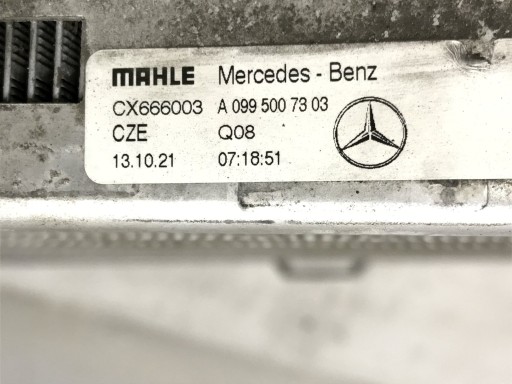 MAHLE Mercedes - Benz
CX666003 A 099 500 73 03
CZE Q08
13.10.21 07:18:51